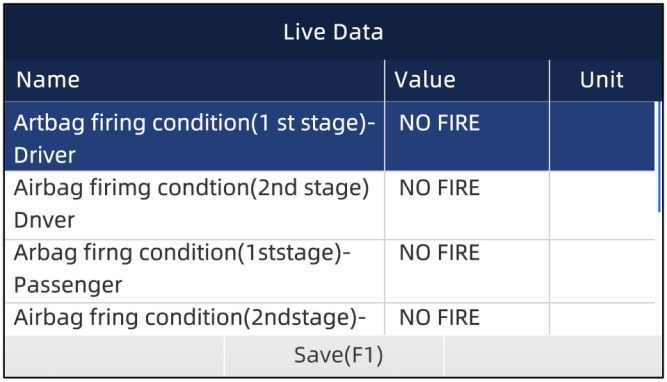 Live Data
Name Value Unit
Artbag firing condition(1 st stage)- NO FIRE
Driver
Airbag firimg condtion(2nd stage) NO FIRE
Dnver
Arbag firng condition(1ststage)- NO FIRE
Passenger
Airbag fring condition(2ndstage)- NO FIRE
Save(F1)